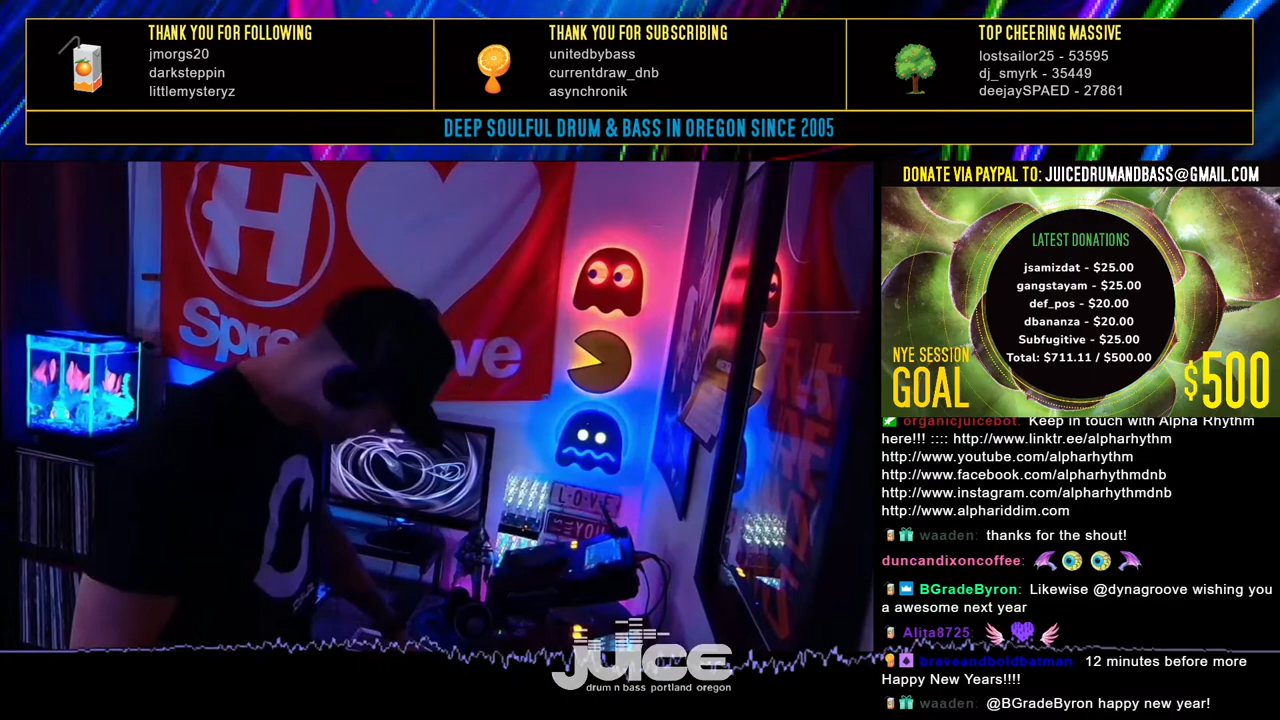 THANK YOU FOR FOLLOWING
jmorgs20
darksteppin
littlemysteryz
THANK YOU FOR SUBSCRIBING
unitedbybass
currentdraw_dnb
asynchronik
TOP CHEERING MASSIVE
lostsailor25 - 53595
dj_smyrk - 35449
deejaySPAED - 27861
DEEP SOULFUL DRUM & BASS IN OREGON SINCE 2005
H
Spre
ve
LOVE
YOU
DONATE VIA PAYPAL TO: JUICEDRUMANDBASS@GMAIL.COM
LATEST DONATIONS
jsamizdat - $25.00
gangstayam - $25.00
def_pos - $20.00
dbananza - $20.00
Subfugitive - $25.00
Total: $711.11 / $500.00
NYE SESSION
GOAL
$500
organicjuicebot: Keep in touch with Alpha Rhythm
here!!! :::: http://www.linktr.ee/alpharhythm
http://www.youtube.com/alpharhythm
http://www.facebook.com/alpharhythmdnb
http://www.instagram.com/alpharhythmdnb
http://www.alphariddim.com
waaden: thanks for the shout!
duncandixoncoffee:
BGradeByron: Likewise @dynagroove wishing you
a awesome next year
Alita8725:
braveandboldbatman: 12 minutes before more
Happy New Years!!!!
waaden: @BGradeByron happy new year!
juice
drum n bass portland oregon